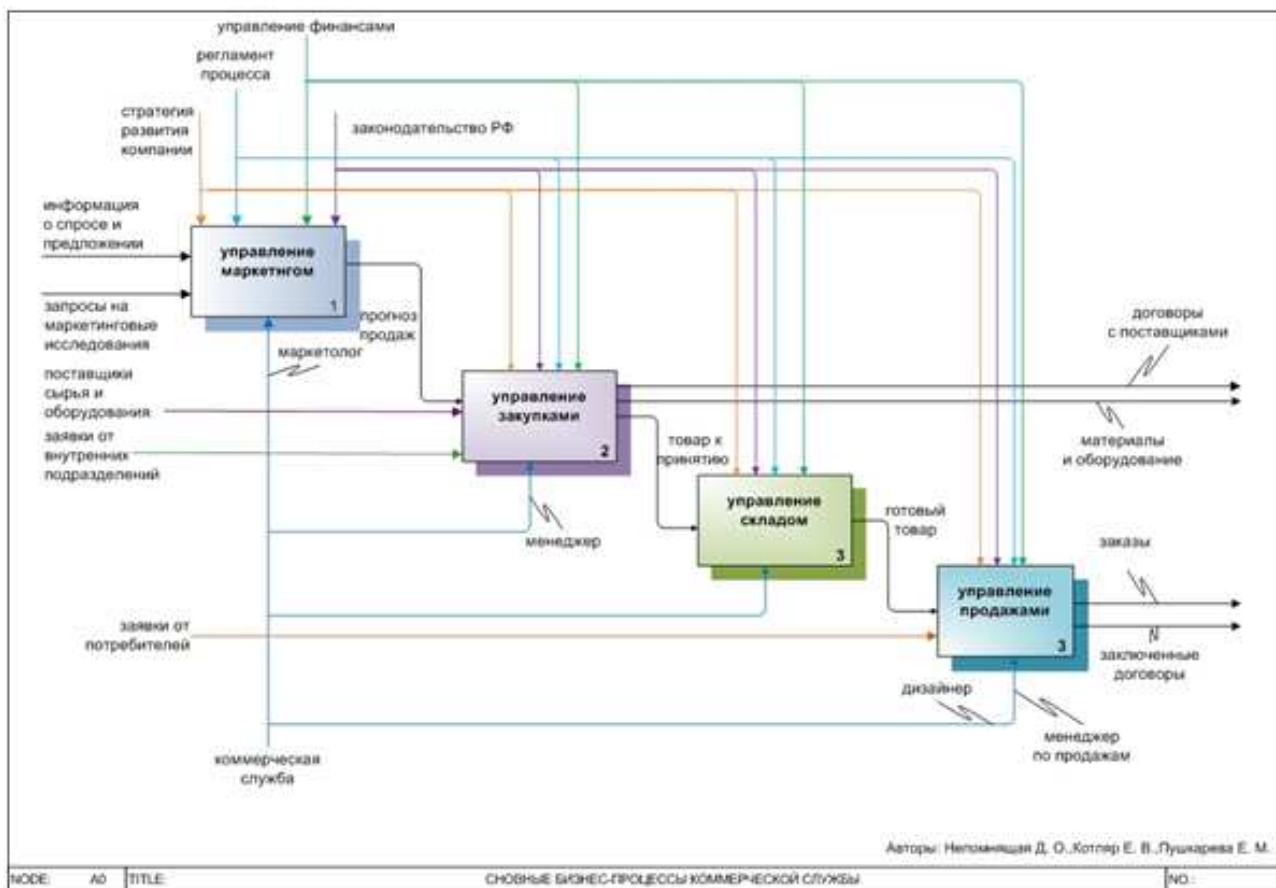 управление финансами
регламент
процесса
стратегия
развития
компании
законодательство РФ
информация
о спросе и
предложении
управление
маркетнгом
1
запросы на
маркетинговые
исследования
прогноз
продаж
маркетолог
договоры
с поставщиками
поставщики
сырья и
оборудования
управление
закупками
2
заявки от
внутренних
подразделений
товар к
принятию
материалы
и оборудование
менеджер
управление
складом
3
готовый
товар
заказы
управление
продажами
3
заявки от
потребителей
заключенные
договоры
дизайнер
менеджер
по продажам
коммерческая
служба
Авторы: Непомнящая Д. О.,Котляр Е. В.,Пушкарева Е. М.
NODE: A0 TITLE: СНОВНЫЕ БИЗНЕС-ПРОЦЕССЫ КОММЕРЧЕСКОЙ СЛУЖБЫ NO.: